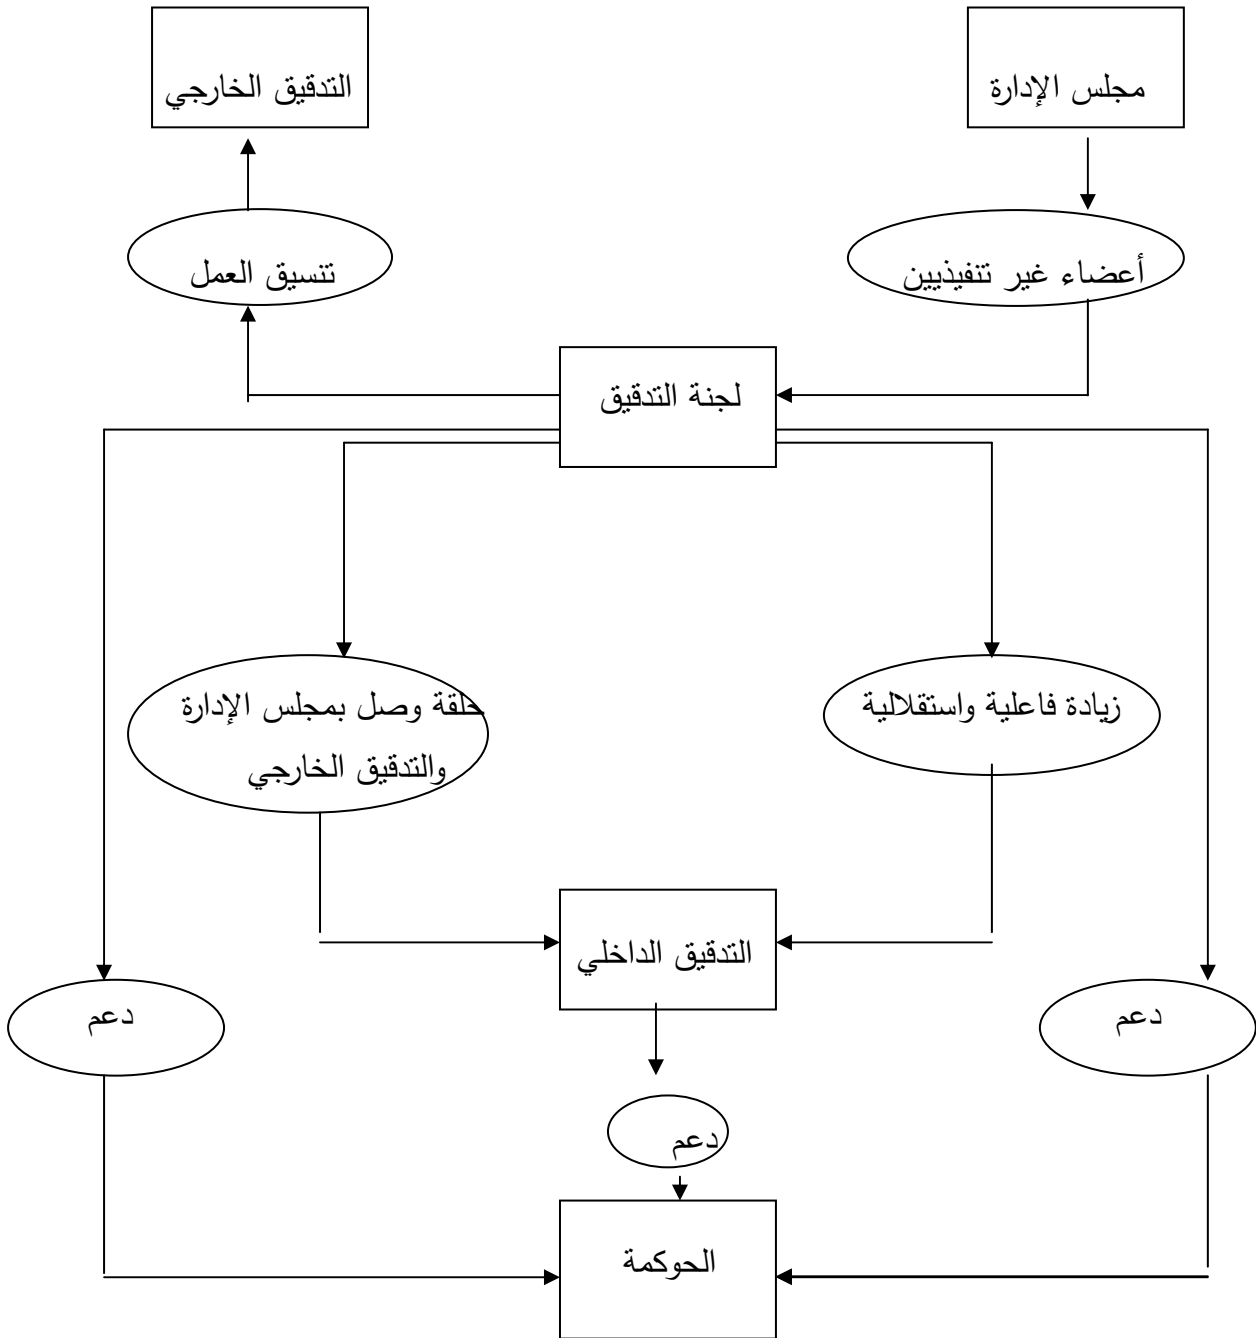 مجلس الإدارة
التدقيق الخارجي
أعضاء غير تنفيذيين
تنسيق العمل
لجنة التدقيق
زيادة فاعلية واستقلالية
حلقة وصل بمجلس الإدارة
والتدقيق الخارجي
التدقيق الداخلي
دعم
دعم
دعم
الحوكمة